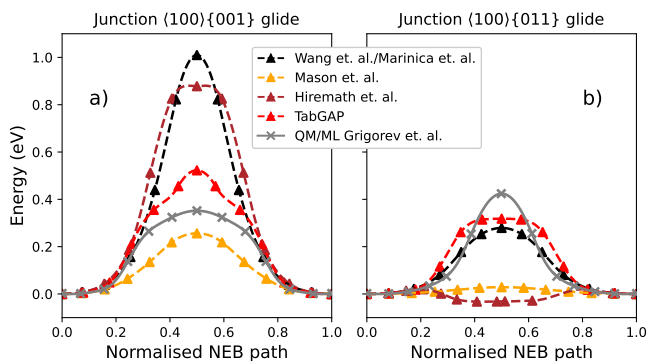 Junction ⟨100⟩{001} glide
Junction ⟨100⟩{011} glide
Energy (eV)
1.0
0.8
0.6
0.4
0.2
0.0
a)
b)
Wang et. al./Marinica et. al.
Mason et. al.
Hiremath et. al.
TabGAP
QM/ML Grigorev et. al.
0.0 0.2 0.4 0.6 0.8 1.0
0.0 0.2 0.4 0.6 0.8 1.0
Normalised NEB path
Normalised NEB path